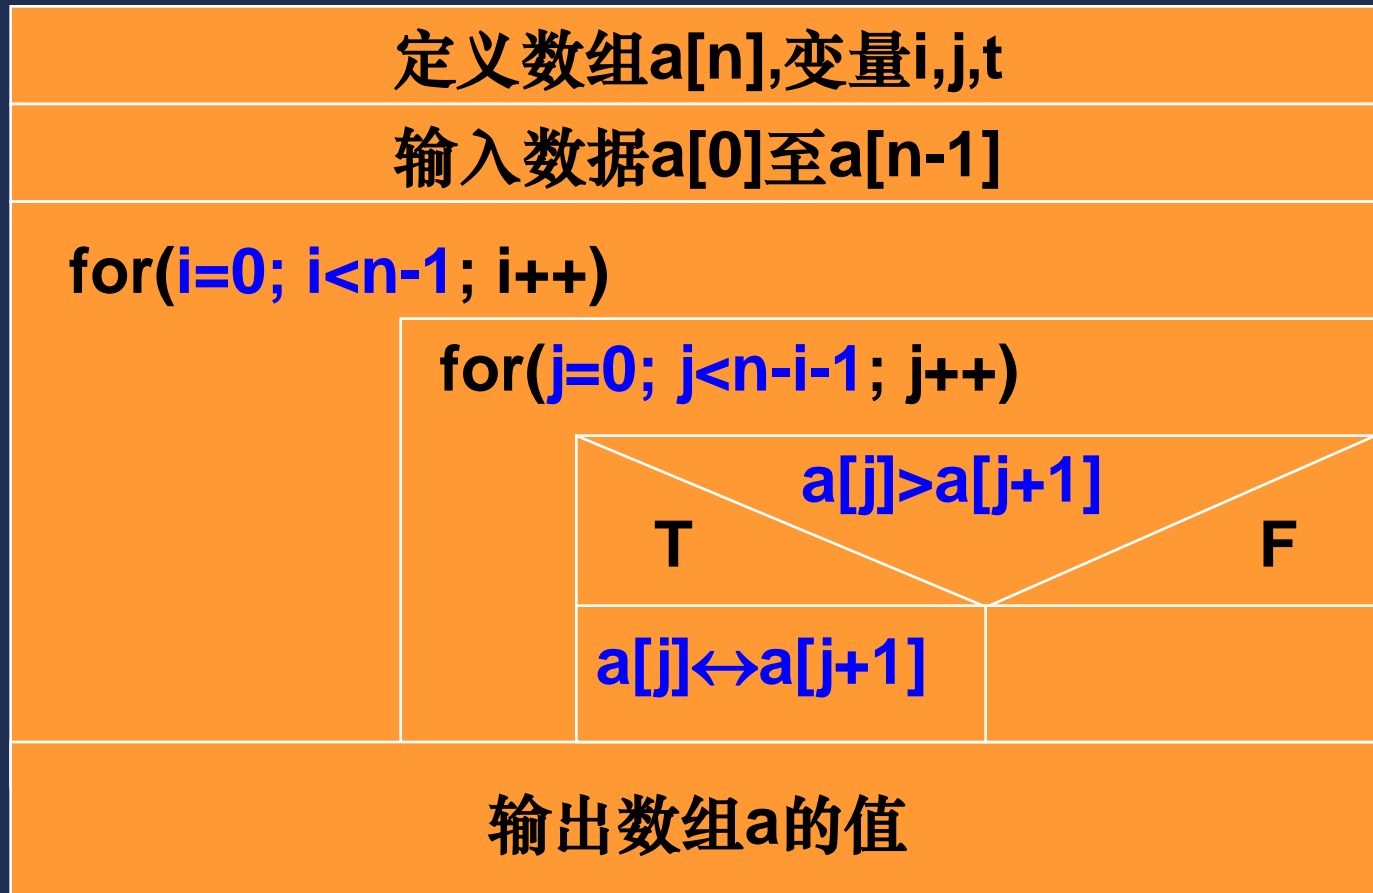 定义数组a[n],变量i,j,t
输入数据a[0]至a[n-1]
for(i=0; i<n-1; i++)
for(j=0; j<n-i-1; j++)
a[j]>a[j+1]
T
F
a[j]↔a[j+1]
输出数组a的值